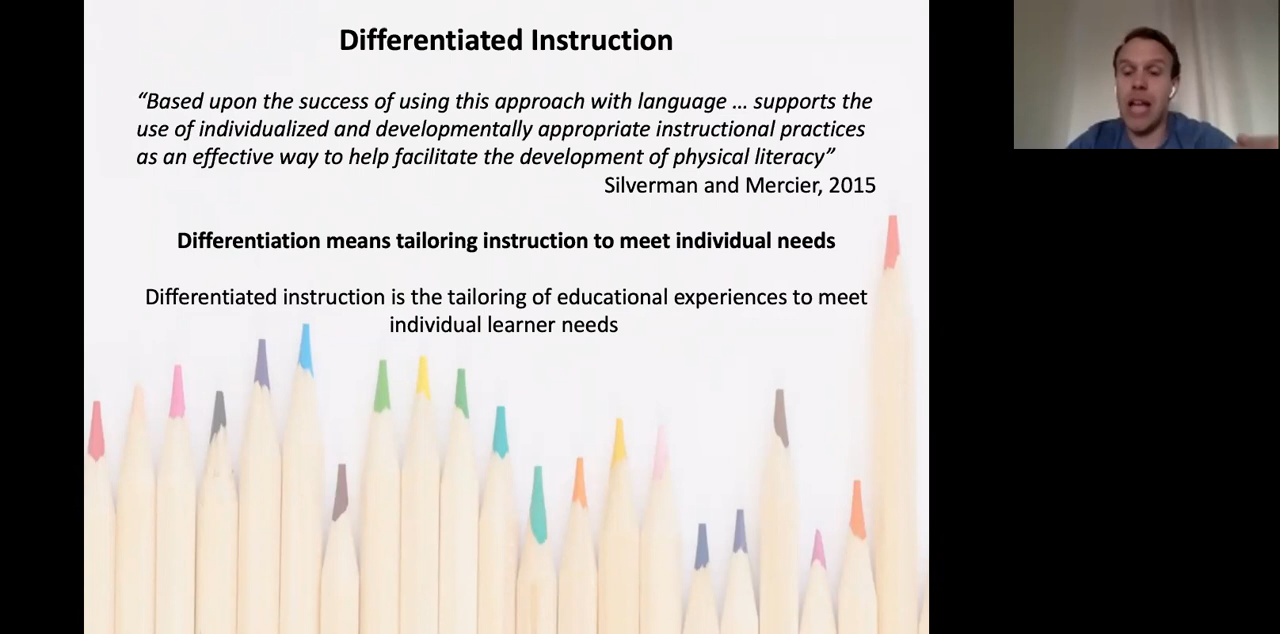 Differentiated Instruction
“Based upon the success of using this approach with language ... supports the
use of individualized and developmentally appropriate instructional practices
as an effective way to help facilitate the development of physical literacy”
Silverman and Mercier, 2015
Differentiation means tailoring instruction to meet individual needs
Differentiated instruction is the tailoring of educational experiences to meet
individual learner needs